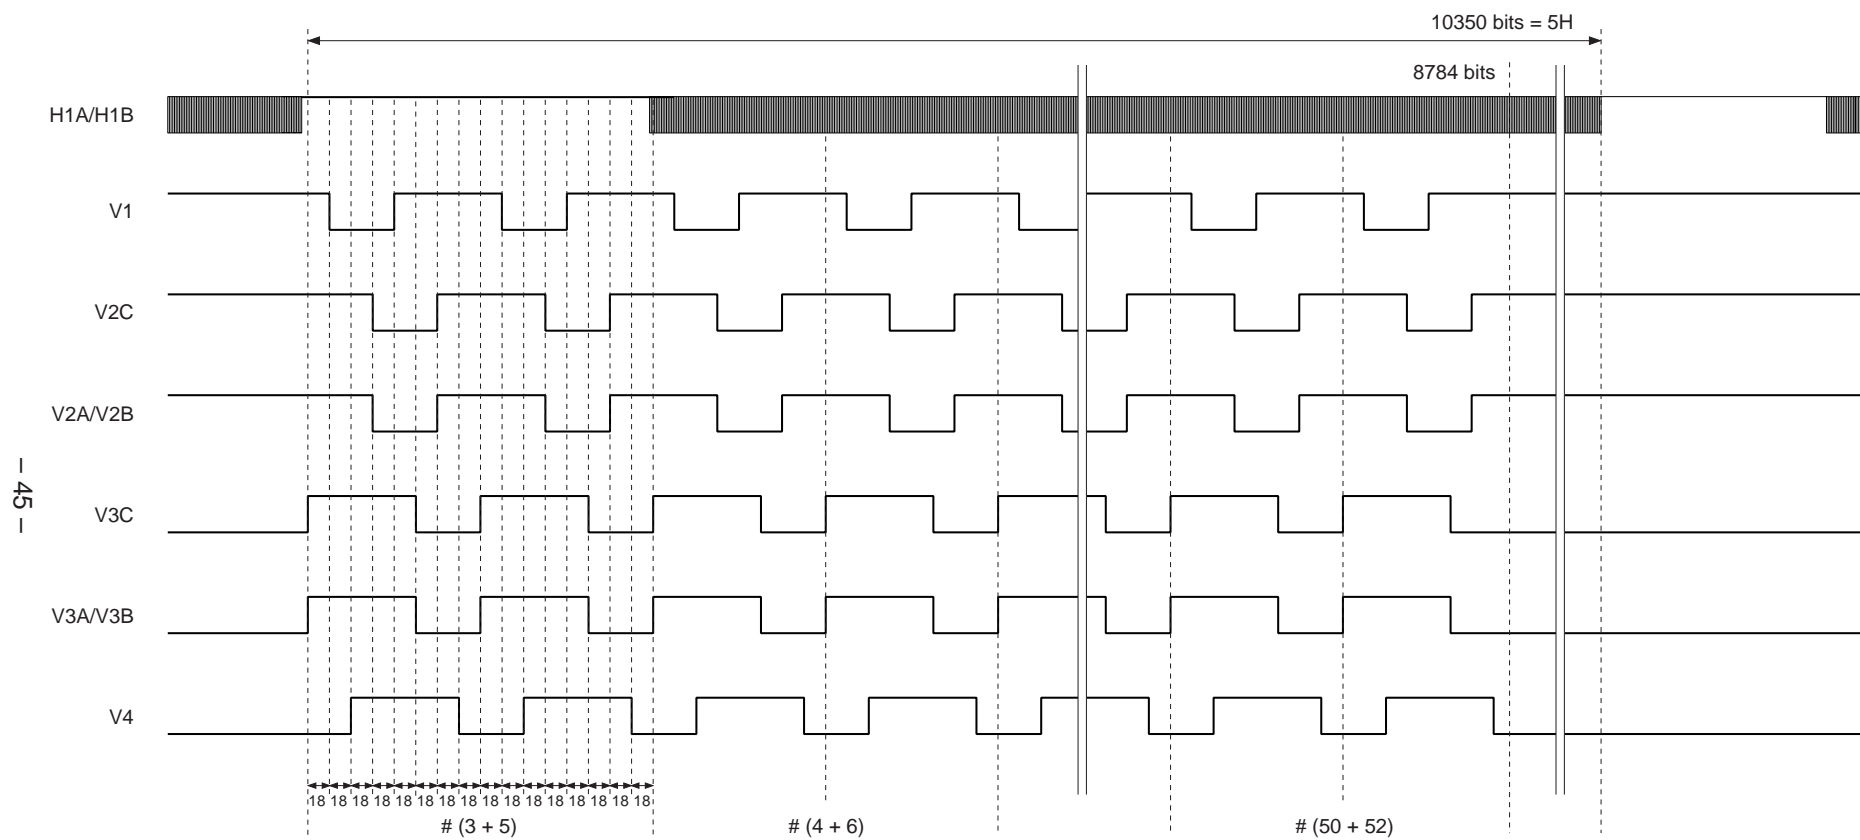 10350 bits = 5H
8784 bits
H1A/H1B
V1
V2C
V2A/V2B
V3C
V3A/V3B
V4
18 18 18 18 18 18 18 18 18 18 18 18 18 18 18 18
# (3 + 5) # (4 + 6) # (50 + 52)
– 45 –